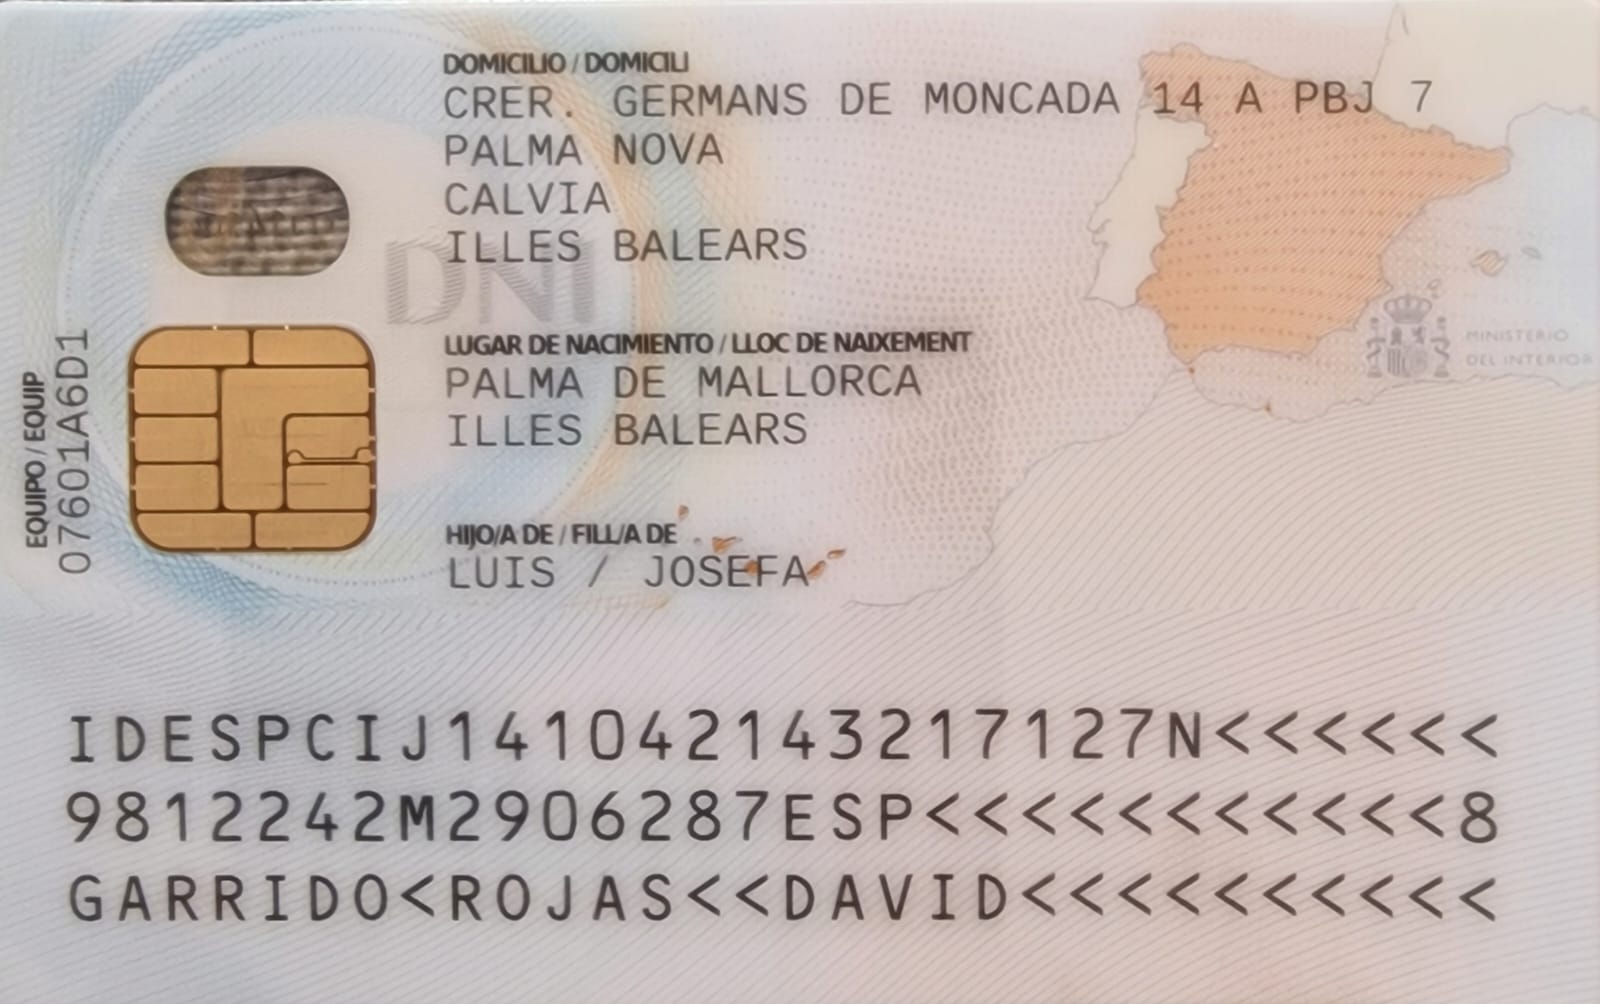 DOMICILIO / DOMICILI
CRER. GERMANS DE MONCADA 14 A PBJ 7
PALMA NOVA
CALVIA
ILLES BALEARS
DNI
LUGAR DE NACIMIENTO / LLOC DE NAIXEMENT
PALMA DE MALLORCA
ILLES BALEARS
MINISTERIO
DEL INTERIOR
HIJO/A DE / FILL/A DE
LUIS / JOSEFA
EQUIPO / EQUIP
07601A6D1
IDESPCIJ141042143217127N<<<<<<
9812242M2906287ESP<<<<<<<<<<<8
GARRIDO<ROJAS<<DAVID<<<<<<<<<<